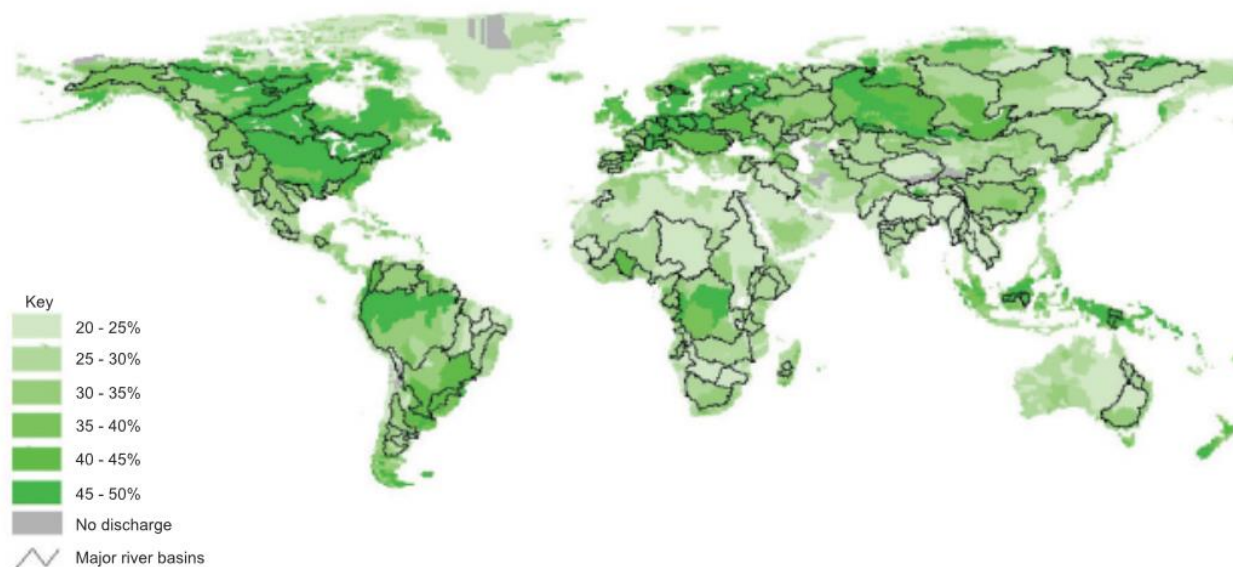 Key
20 - 25%
25 - 30%
30 - 35%
35 - 40%
40 - 45%
45 - 50%
No discharge
Major river basins